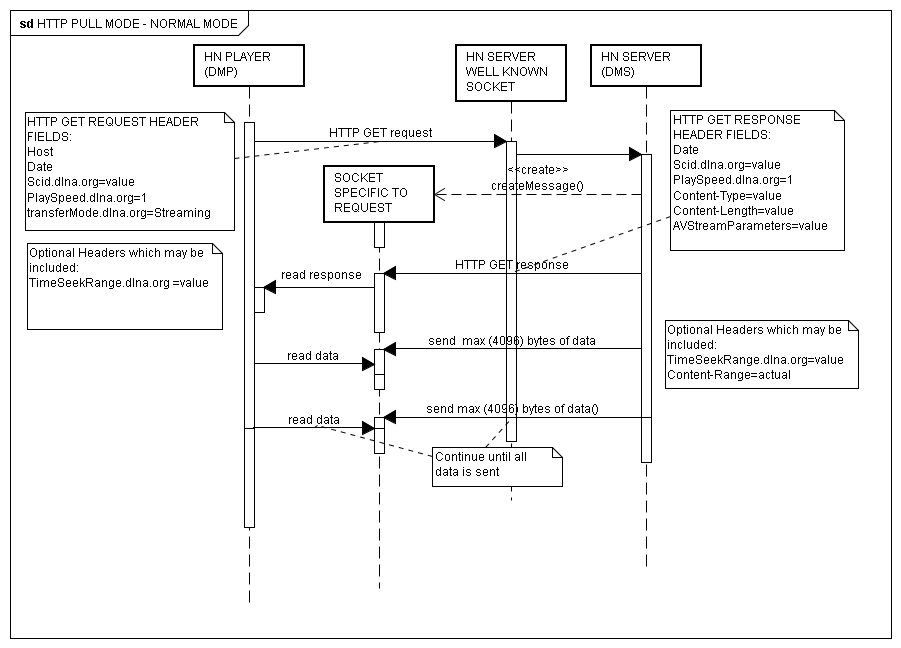 sd HTTP PULL MODE - NORMAL MODE
HN PLAYER
(DMP)
HN SERVER
WELL KNOWN
SOCKET
HN SERVER
(DMS)
HTTP GET REQUEST HEADER
FIELDS:
Host
Date
Scid.dlna.org=value
PlaySpeed.dlna.org=1
transferMode.dlna.org=Streaming
HTTP GET request
HTTP GET RESPONSE
HEADER FIELDS:
Date
Scid.dlna.org=value
PlaySpeed.dlna.org=1
Content-Type=value
Content-Length=value
AVStreamParameters=value
SOCKET
SPECIFIC TO
REQUEST
<<create>>
createMessage()
Optional Headers which may be
included:
TimeSeekRange.dlna.org =value
read response
HTTP GET response
Optional Headers which may be
included:
TimeSeekRange.dlna.org=value
Content-Range=actual
send  max (4096) bytes of data
read data
send max (4096) bytes of data()
read data
Continue until all
data is sent